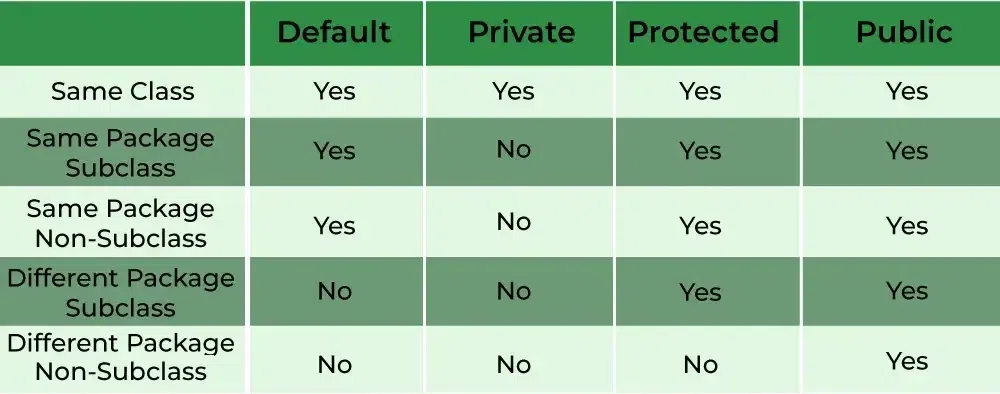 Default Private Protected Public
Same Class Yes Yes Yes Yes
Same Package
Subclass Yes No Yes Yes
Same Package
Non-Subclass Yes No Yes Yes
Different Package
Subclass No No Yes Yes
Different Package
Non-Subclass No No No Yes